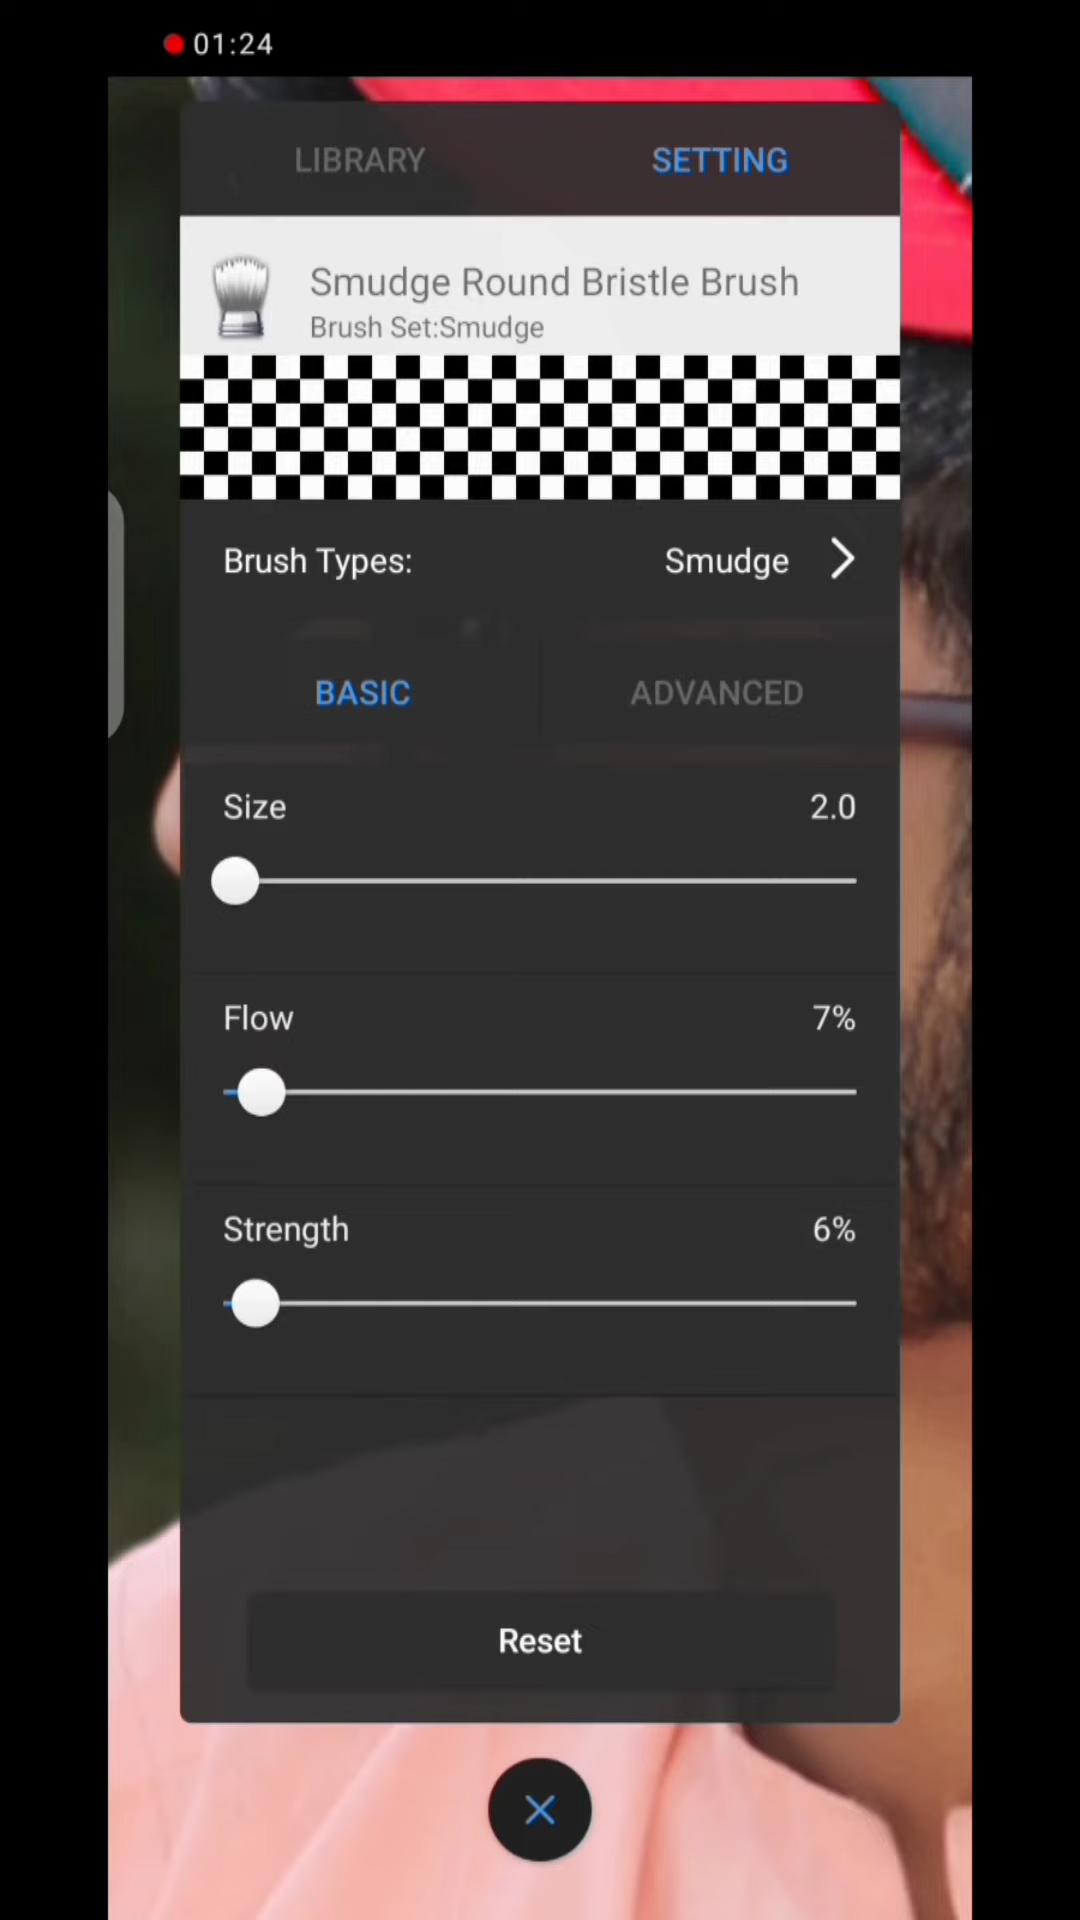 01:24
LIBRARY SETTING
Smudge Round Bristle Brush
Brush Set:Smudge
Brush Types: Smudge
BASIC ADVANCED
Size 2.0
Flow 7%
Strength 6%
Reset